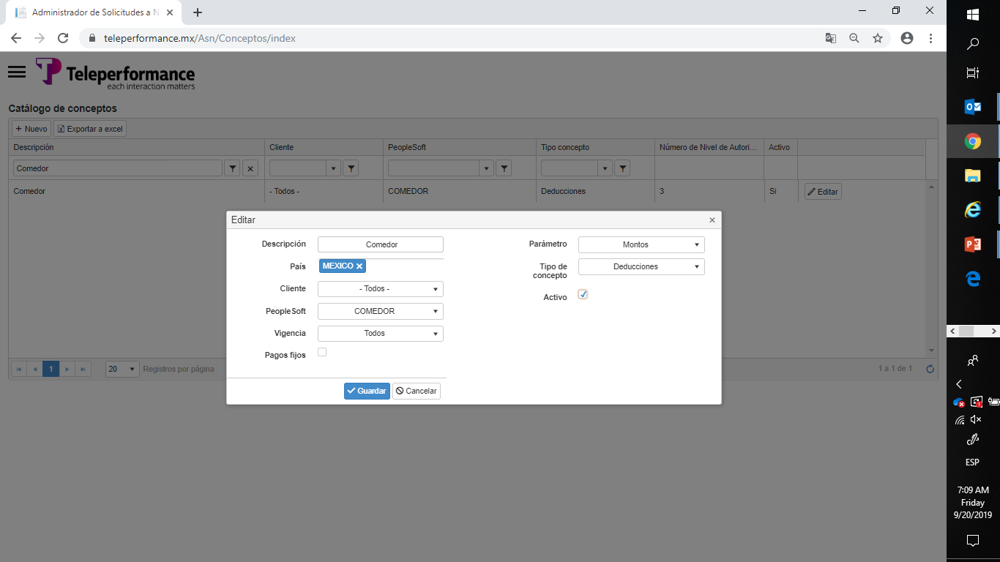 Administrador de Solicitudes a N
teleperformance.mx/Asn/Conceptos/index
Teleperformance
each interaction matters
Catálogo de conceptos
+ Nuevo Exportar a excel
Descripción Cliente PeopleSoft Tipo concepto Número de Nivel de Autori... Activo
Comedor
Comedor - Todos - COMEDOR Deducciones 3 Si Editar
Editar
Descripción Comedor Parámetro Montos
País MEXICO Tipo de concepto Deducciones
Cliente - Todos - Activo
PeopleSoft COMEDOR
Vigencia Todos
Pagos fijos
Guardar Cancelar
1 20 Registros por página 1 a 1 de 1
ESP
7:09 AM
Friday
9/20/2019